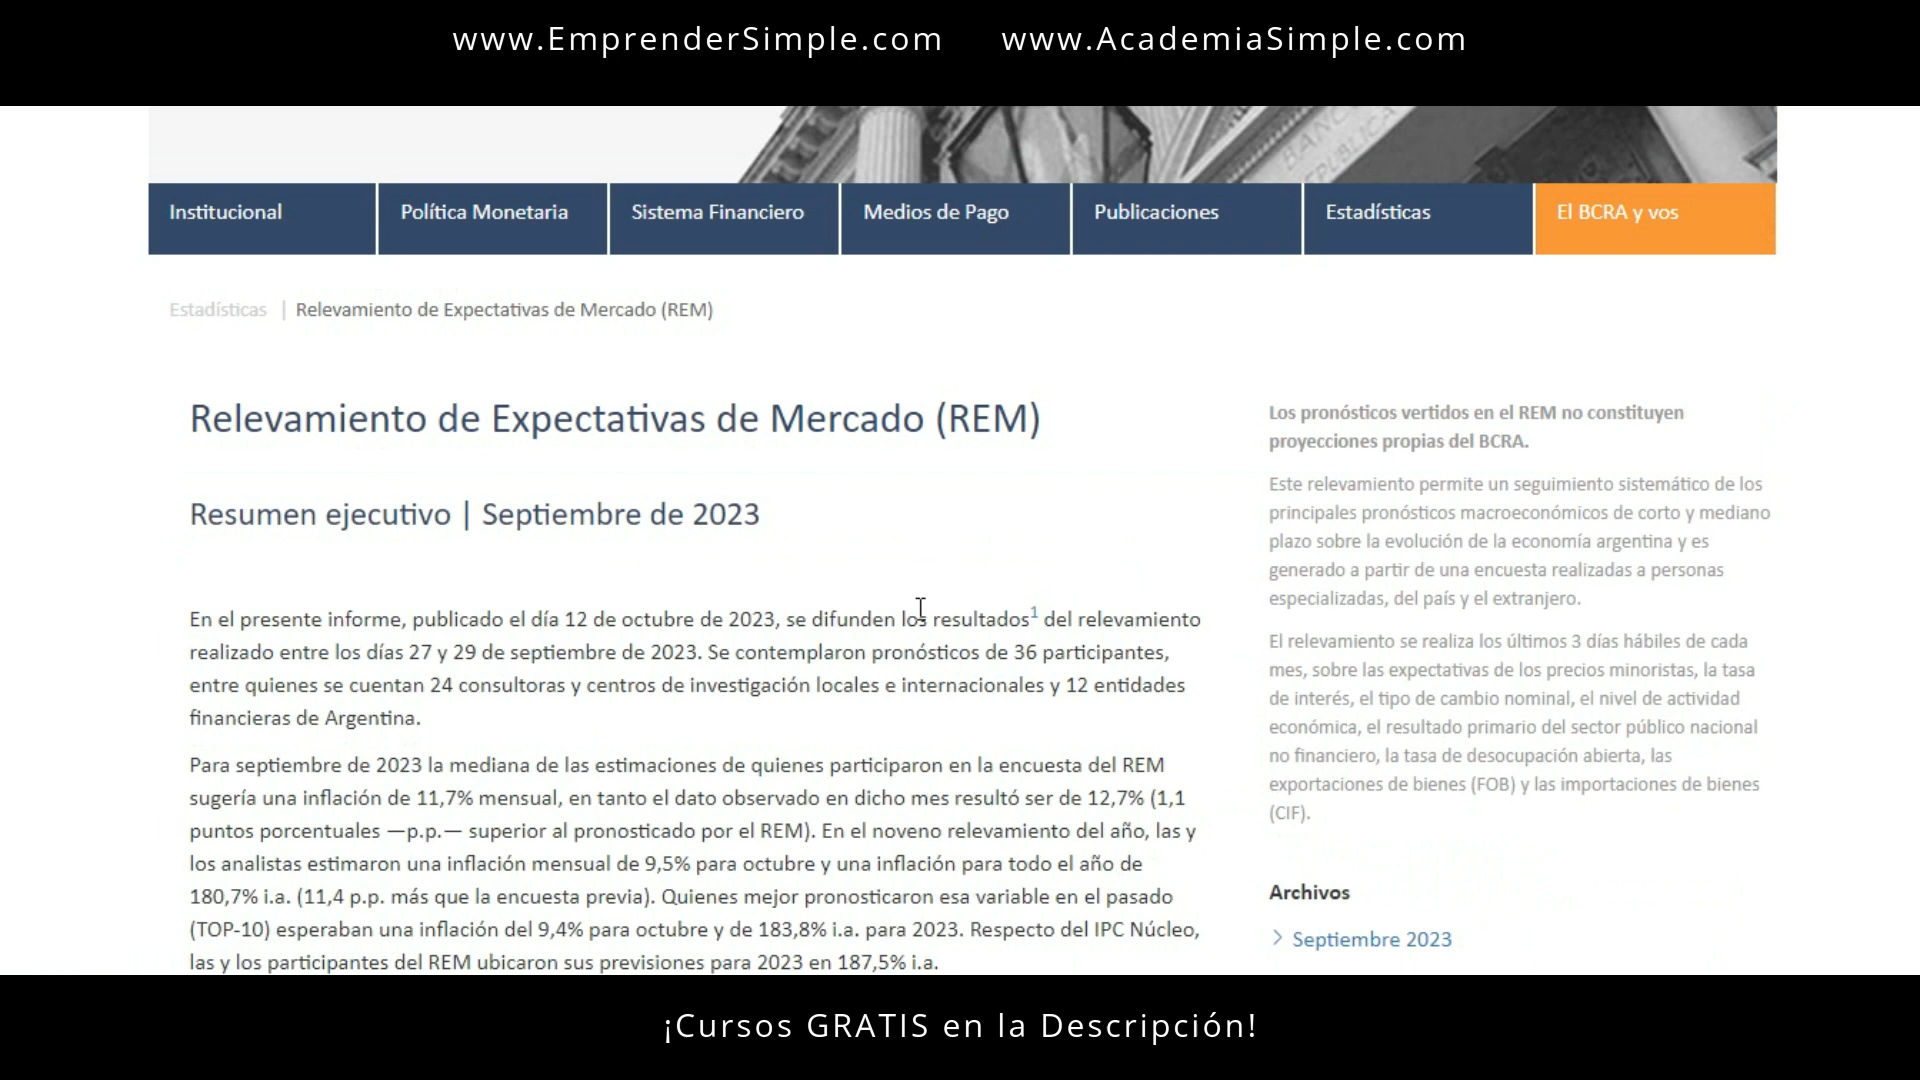 www.EmprenderSimple.com www.AcademiaSimple.com
BANCO
REPUBLICA
Institucional Política Monetaria Sistema Financiero Medios de Pago Publicaciones Estadísticas El BCRA y vos
Estadísticas | Relevamiento de Expectativas de Mercado (REM)
Relevamiento de Expectativas de Mercado (REM)
Resumen ejecutivo | Septiembre de 2023
En el presente informe, publicado el día 12 de octubre de 2023, se difunden los resultados¹ del relevamiento
realizado entre los días 27 y 29 de septiembre de 2023. Se contemplaron pronósticos de 36 participantes,
entre quienes se cuentan 24 consultoras y centros de investigación locales e internacionales y 12 entidades
financieras de Argentina.
Para septiembre de 2023 la mediana de las estimaciones de quienes participaron en la encuesta del REM
sugería una inflación de 11,7% mensual, en tanto el dato observado en dicho mes resultó ser de 12,7% (1,1
puntos porcentuales —p.p.— superior al pronosticado por el REM). En el noveno relevamiento del año, las y
los analistas estimaron una inflación mensual de 9,5% para octubre y una inflación para todo el año de
180,7% i.a. (11,4 p.p. más que la encuesta previa). Quienes mejor pronosticaron esa variable en el pasado
(TOP-10) esperaban una inflación del 9,4% para octubre y de 183,8% i.a. para 2023. Respecto del IPC Núcleo,
las y los participantes del REM ubicaron sus previsiones para 2023 en 187,5% i.a.
Los pronósticos vertidos en el REM no constituyen
proyecciones propias del BCRA.
Este relevamiento permite un seguimiento sistemático de los
principales pronósticos macroeconómicos de corto y mediano
plazo sobre la evolución de la economía argentina y es
generado a partir de una encuesta realizadas a personas
especializadas, del país y el extranjero.
El relevamiento se realiza los últimos 3 días hábiles de cada
mes, sobre las expectativas de los precios minoristas, la tasa
de interés, el tipo de cambio nominal, el nivel de actividad
económica, el resultado primario del sector público nacional
no financiero, la tasa de desocupación abierta, las
exportaciones de bienes (FOB) y las importaciones de bienes
(CIF).
Archivos
> Septiembre 2023
¡Cursos GRATIS en la Descripción!